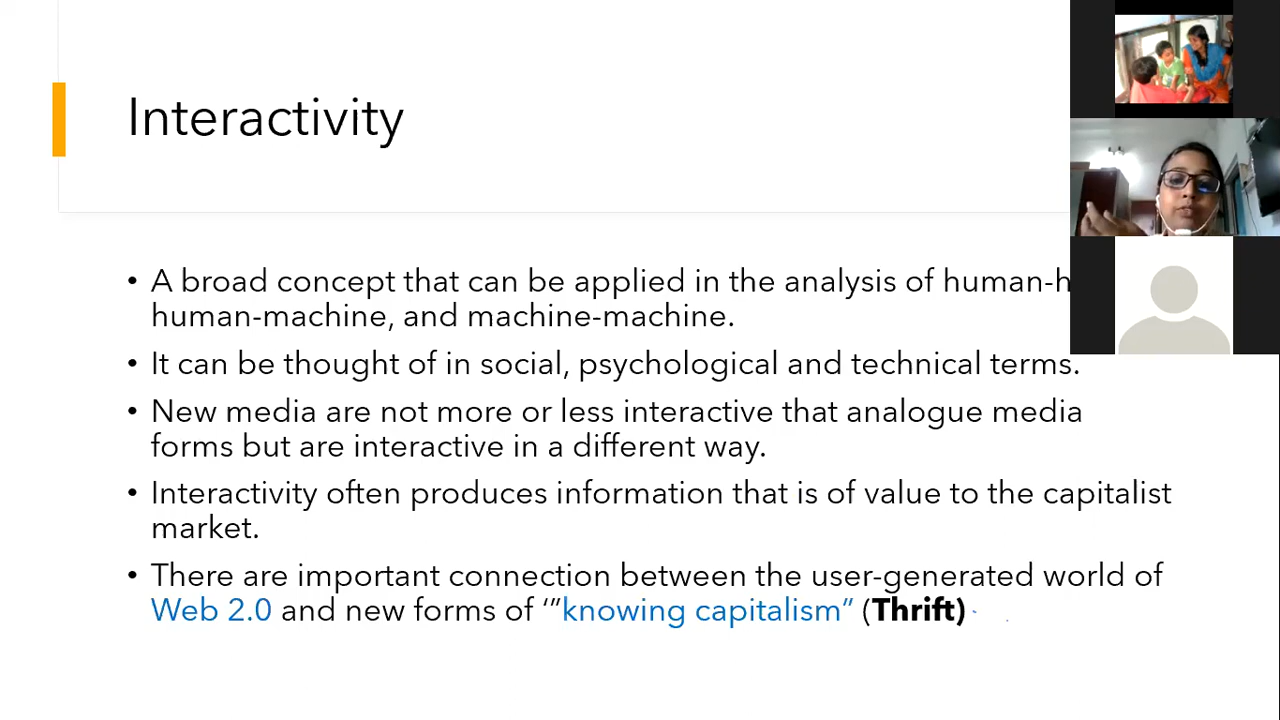 Interactivity
• A broad concept that can be applied in the analysis of human-h
human-machine, and machine-machine.
• It can be thought of in social, psychological and technical terms.
• New media are not more or less interactive that analogue media
forms but are interactive in a different way.
• Interactivity often produces information that is of value to the capitalist
market.
• There are important connection between the user-generated world of
Web 2.0 and new forms of ‘”knowing capitalism” (Thrift)